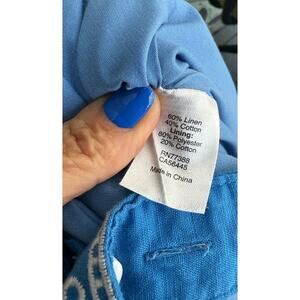 60% Linen
40% Cotton
Lining:
80% Polyester
20% Cotton
RN77388
CA56445
Made in China